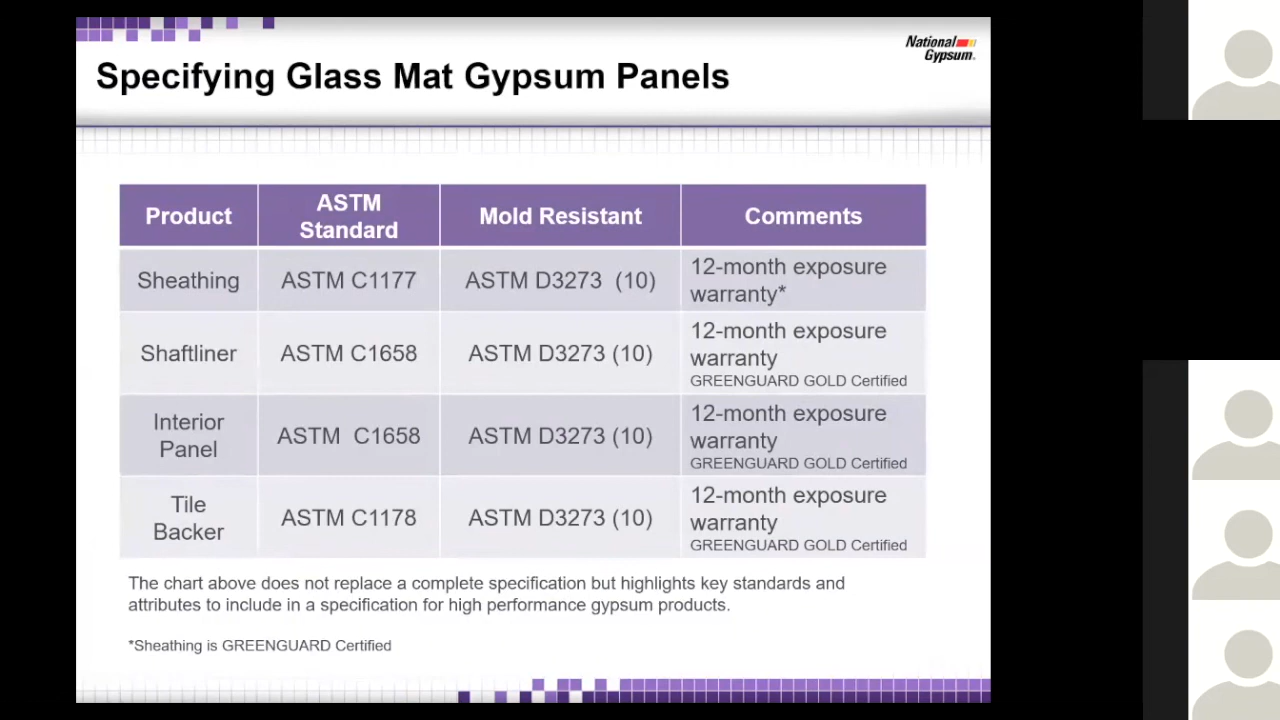 National
Gypsum.
Specifying Glass Mat Gypsum Panels
Product
ASTM
Standard
Mold Resistant
Comments
Sheathing
ASTM C1177
ASTM D3273 (10)
12-month exposure
warranty*
Shaftliner
ASTM C1658
ASTM D3273 (10)
12-month exposure
warranty
GREENGUARD GOLD Certified
Interior
Panel
ASTM C1658
ASTM D3273 (10)
12-month exposure
warranty
GREENGUARD GOLD Certified
Tile
Backer
ASTM C1178
ASTM D3273 (10)
12-month exposure
warranty
GREENGUARD GOLD Certified
The chart above does not replace a complete specification but highlights key standards and
attributes to include in a specification for high performance gypsum products.
*Sheathing is GREENGUARD Certified